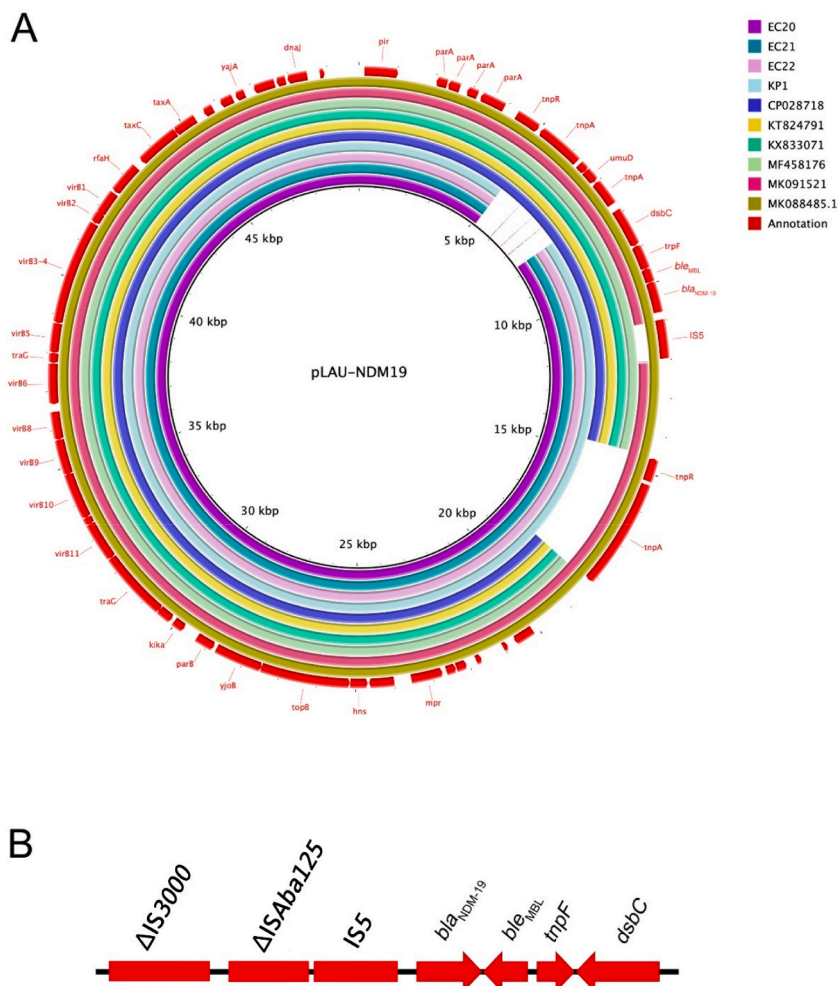 A
dnaJ
pir
parA
parA
parA
parA
tnpR
tnpA
umuD
tnpA
dsbC
trpF
bleMBL
blaNDM-19
IS5
tnpR
tnpA
mpr
hns
topB
yjoB
parB
kika
traG
virB11
virB10
virB9
virB8
virB6
traG
virB5
virB3-4
virB2
virB1
rfaH
taxC
taxA
yajA
5 kbp
10 kbp
15 kbp
20 kbp
25 kbp
30 kbp
35 kbp
40 kbp
45 kbp
pLAU-NDM19
EC20
EC21
EC22
KP1
CP028718
KT824791
KX833071
MF458176
MK091521
MK088485.1
Annotation
B
ΔIS3000
ΔISAba125
IS5
blaNDM-19
bleMBL
tnpF
dsbC